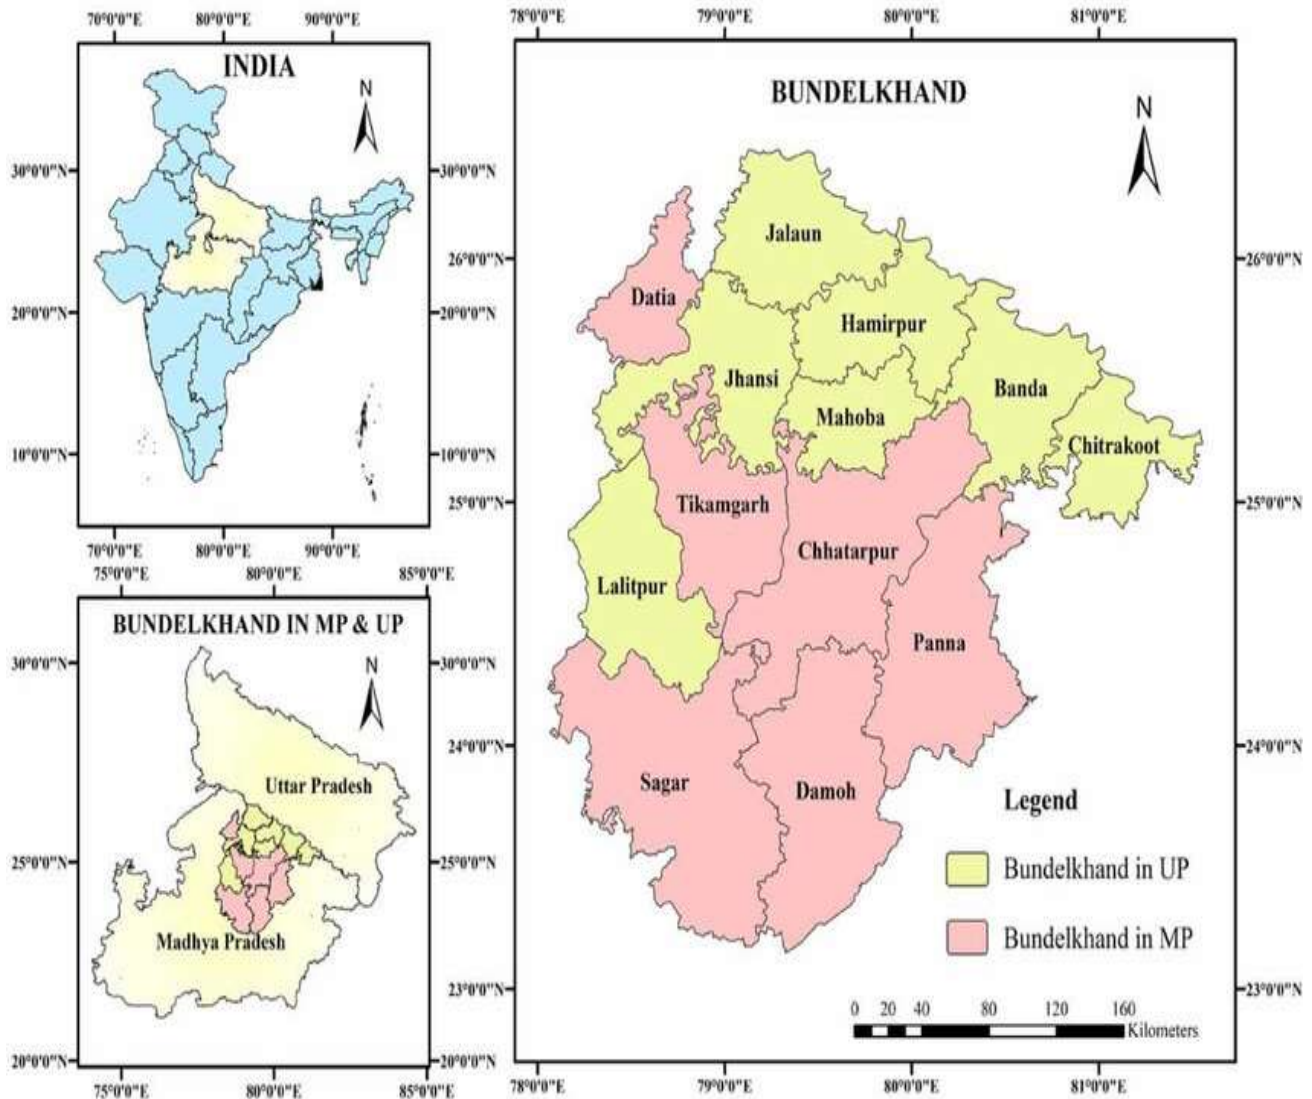 70°0'0"E 80°0'0"E 90°0'0"E
INDIA
N
30°0'0"N 30°0'0"N
20°0'0"N 20°0'0"N
10°0'0"N 10°0'0"N
70°0'0"E 80°0'0"E 90°0'0"E
75°0'0"E 80°0'0"E 85°0'0"E
BUNDELKHAND IN MP & UP
N
30°0'0"N 30°0'0"N
Uttar Pradesh
25°0'0"N 25°0'0"N
Madhya Pradesh
20°0'0"N 20°0'0"N
75°0'0"E 80°0'0"E 85°0'0"E
78°0'0"E 79°0'0"E 80°0'0"E 81°0'0"E
BUNDELKHAND
N
Jalaun
26°0'0"N 26°0'0"N
Datia
Hamirpur
Jhansi
Banda
Mahoba
Chitrakoot
25°0'0"N 25°0'0"N
Tikamgarh
Chhatarpur
Lalitpur
Panna
24°0'0"N 24°0'0"N
Sagar
Damoh
Legend
Bundelkhand in UP
Bundelkhand in MP
23°0'0"N 23°0'0"N
0 20 40 80 120 160
Kilometers
78°0'0"E 79°0'0"E 80°0'0"E 81°0'0"E